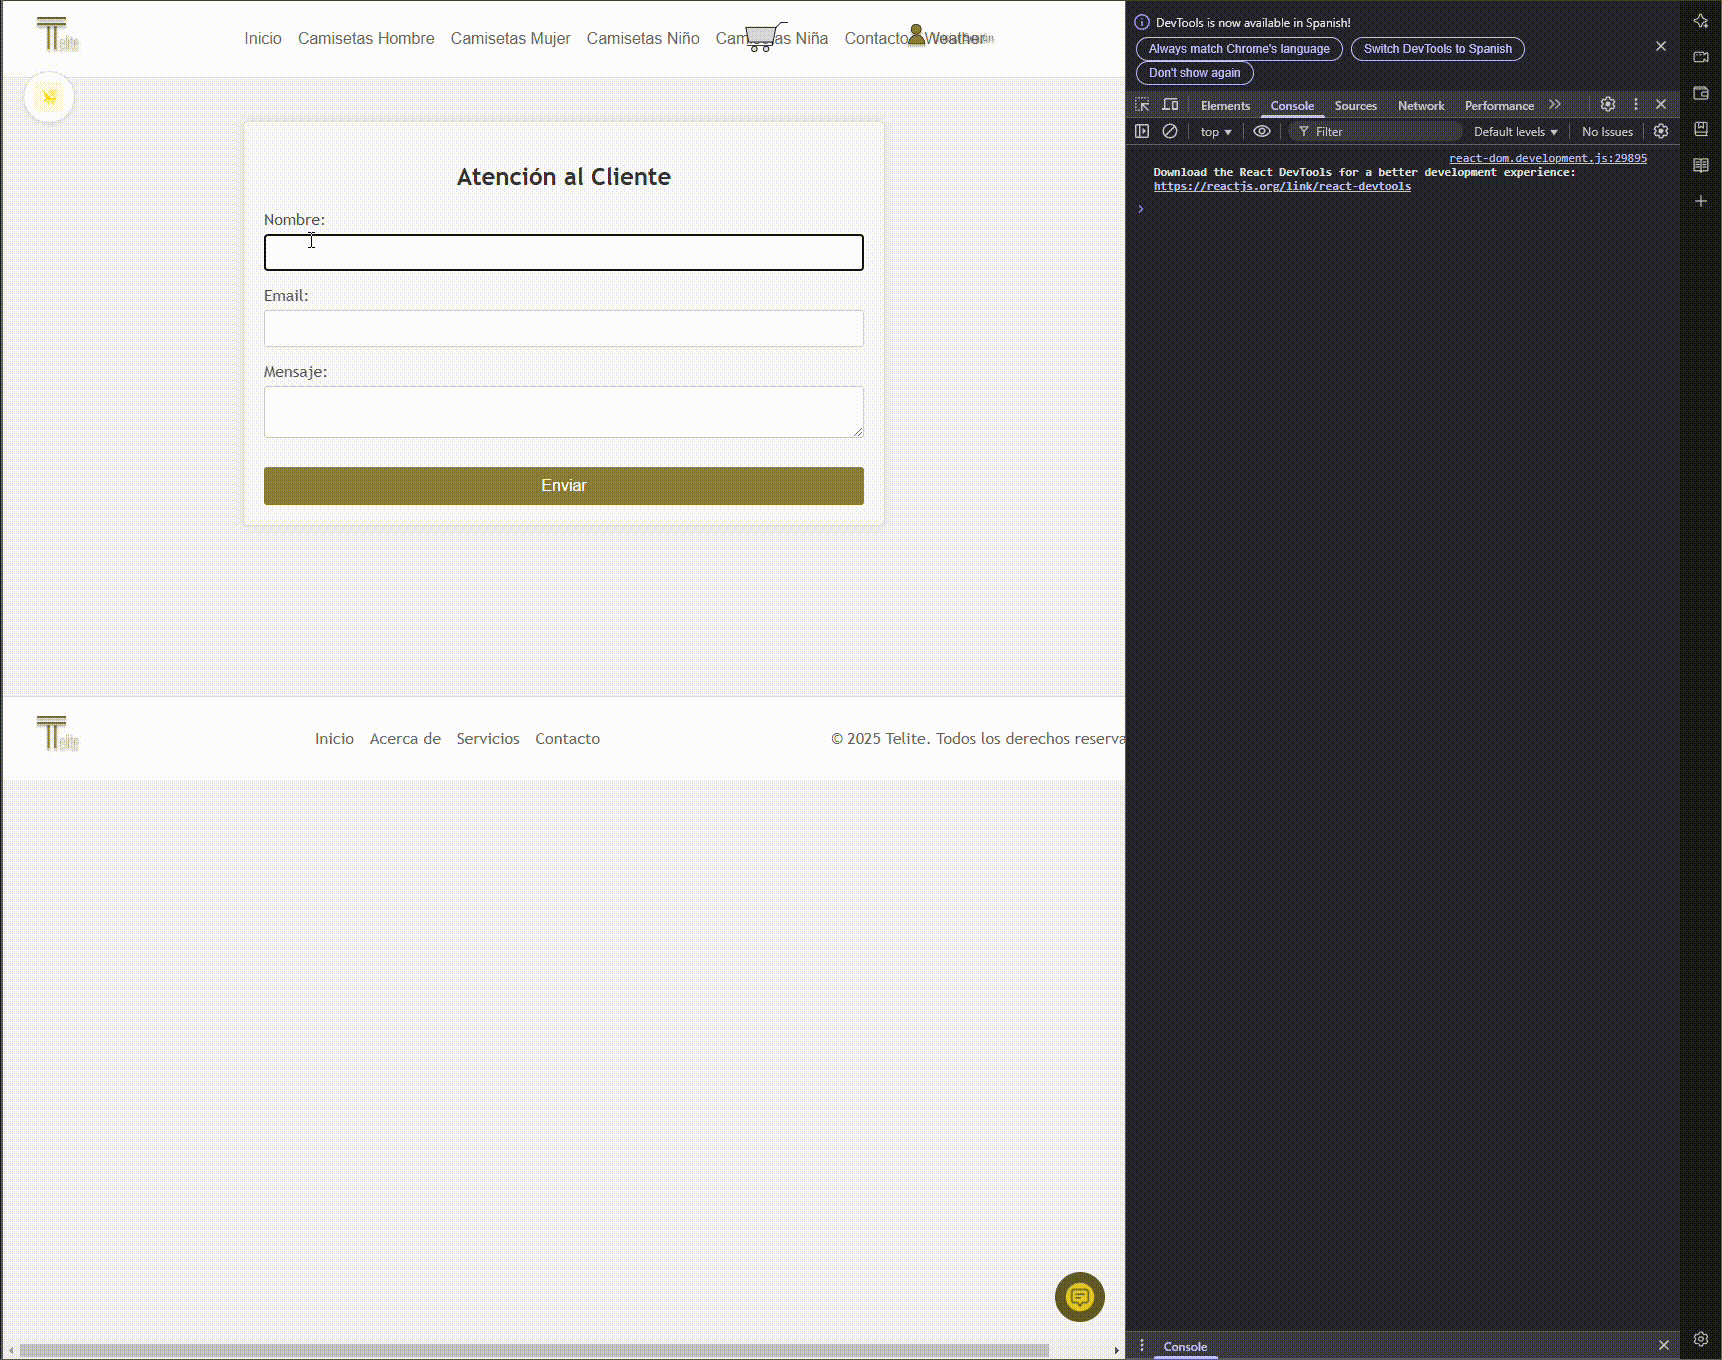 Telite
Inicio Camisetas Hombre Camisetas Mujer Camisetas Niño Camisetas Niña Contacto Weather
Atención al Cliente
Nombre:
Email:
Mensaje:
Enviar
Telite
Inicio Acerca de Servicios Contacto © 2025 Telite. Todos los derechos reserva
DevTools is now available in Spanish!
Always match Chrome's language Switch DevTools to Spanish
Don't show again
Elements Console Sources Network Performance
top Filter Default levels No Issues
react-dom.development.js:29895
Download the React DevTools for a better development experience:
https://reactjs.org/link/react-devtools
Console